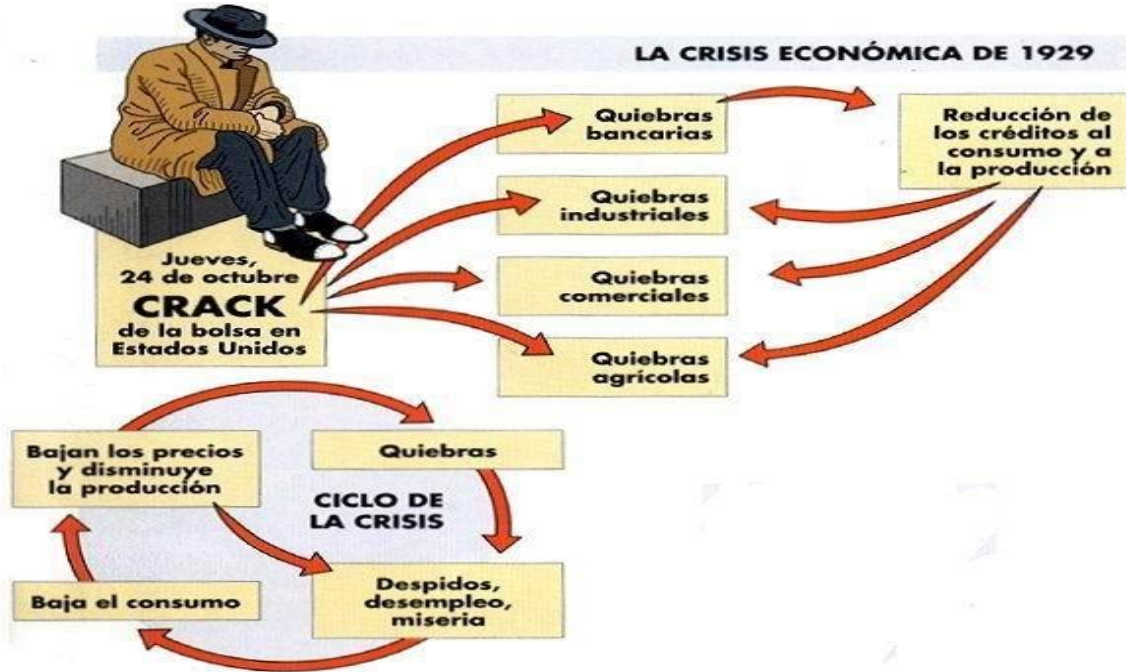 LA CRISIS ECONÓMICA DE 1929
Jueves,
24 de octubre
CRACK
de la bolsa en
Estados Unidos
Quiebras
bancarias
Quiebras
industriales
Quiebras
comerciales
Quiebras
agrícolas
Reducción de
los créditos al
consumo y a
la producción
Bajan los precios
y disminuye
la producción
Quiebras
CICLO DE
LA CRISIS
Baja el consumo
Despidos,
desempleo,
miseria